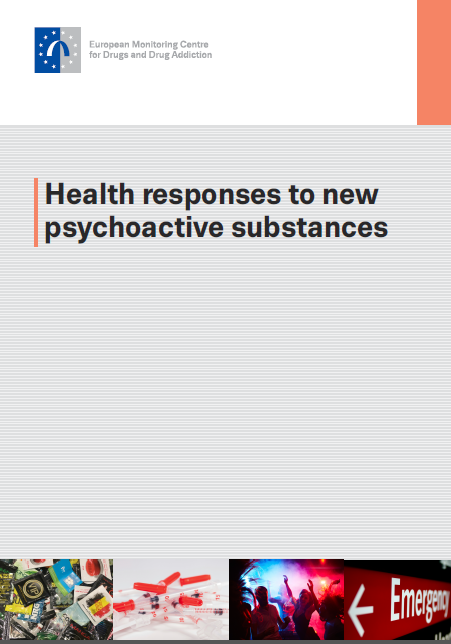 European Monitoring Centre
for Drugs and Drug Addiction
Health responses to new
psychoactive substances
Emergency